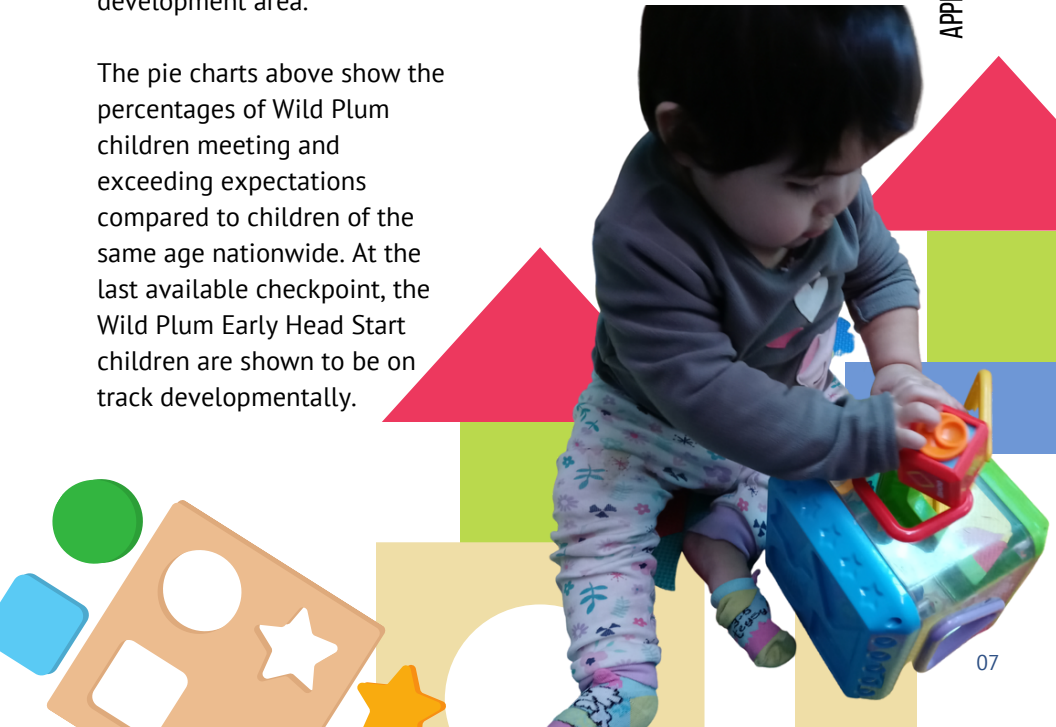 development area.
The pie charts above show the
percentages of Wild Plum
children meeting and
exceeding expectations
compared to children of the
same age nationwide. At the
last available checkpoint, the
Wild Plum Early Head Start
children are shown to be on
track developmentally.
07